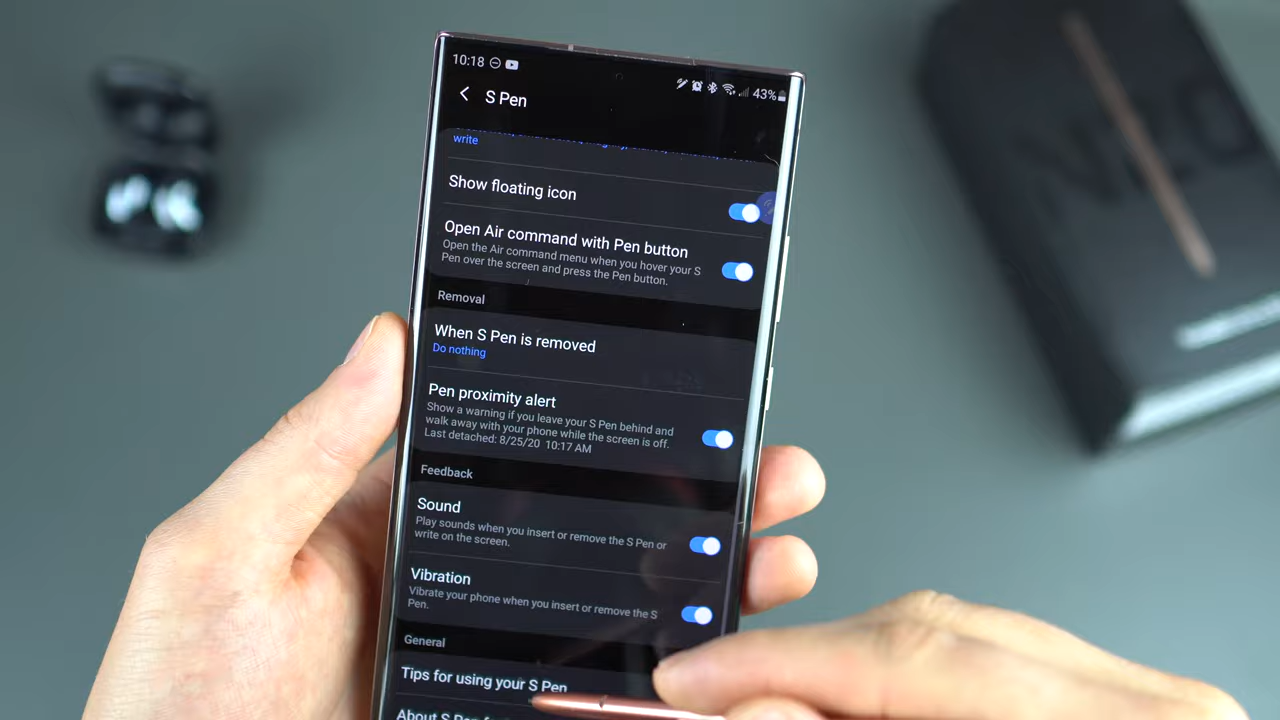 10:18
43%
S Pen
write
Show floating icon
Open Air command with Pen button
Open the Air command menu when you hover your S
Pen over the screen and press the Pen button.
Removal
When S Pen is removed
Do nothing
Pen proximity alert
Show a warning if you leave your S Pen behind and
walk away with your phone while the screen is off.
Last detached: 8/25/20 10:17 AM
Feedback
Sound
Play sounds when you insert or remove the S Pen or
write on the screen.
Vibration
Vibrate your phone when you insert or remove the S
Pen.
General
Tips for using your S Pen
About S Pen